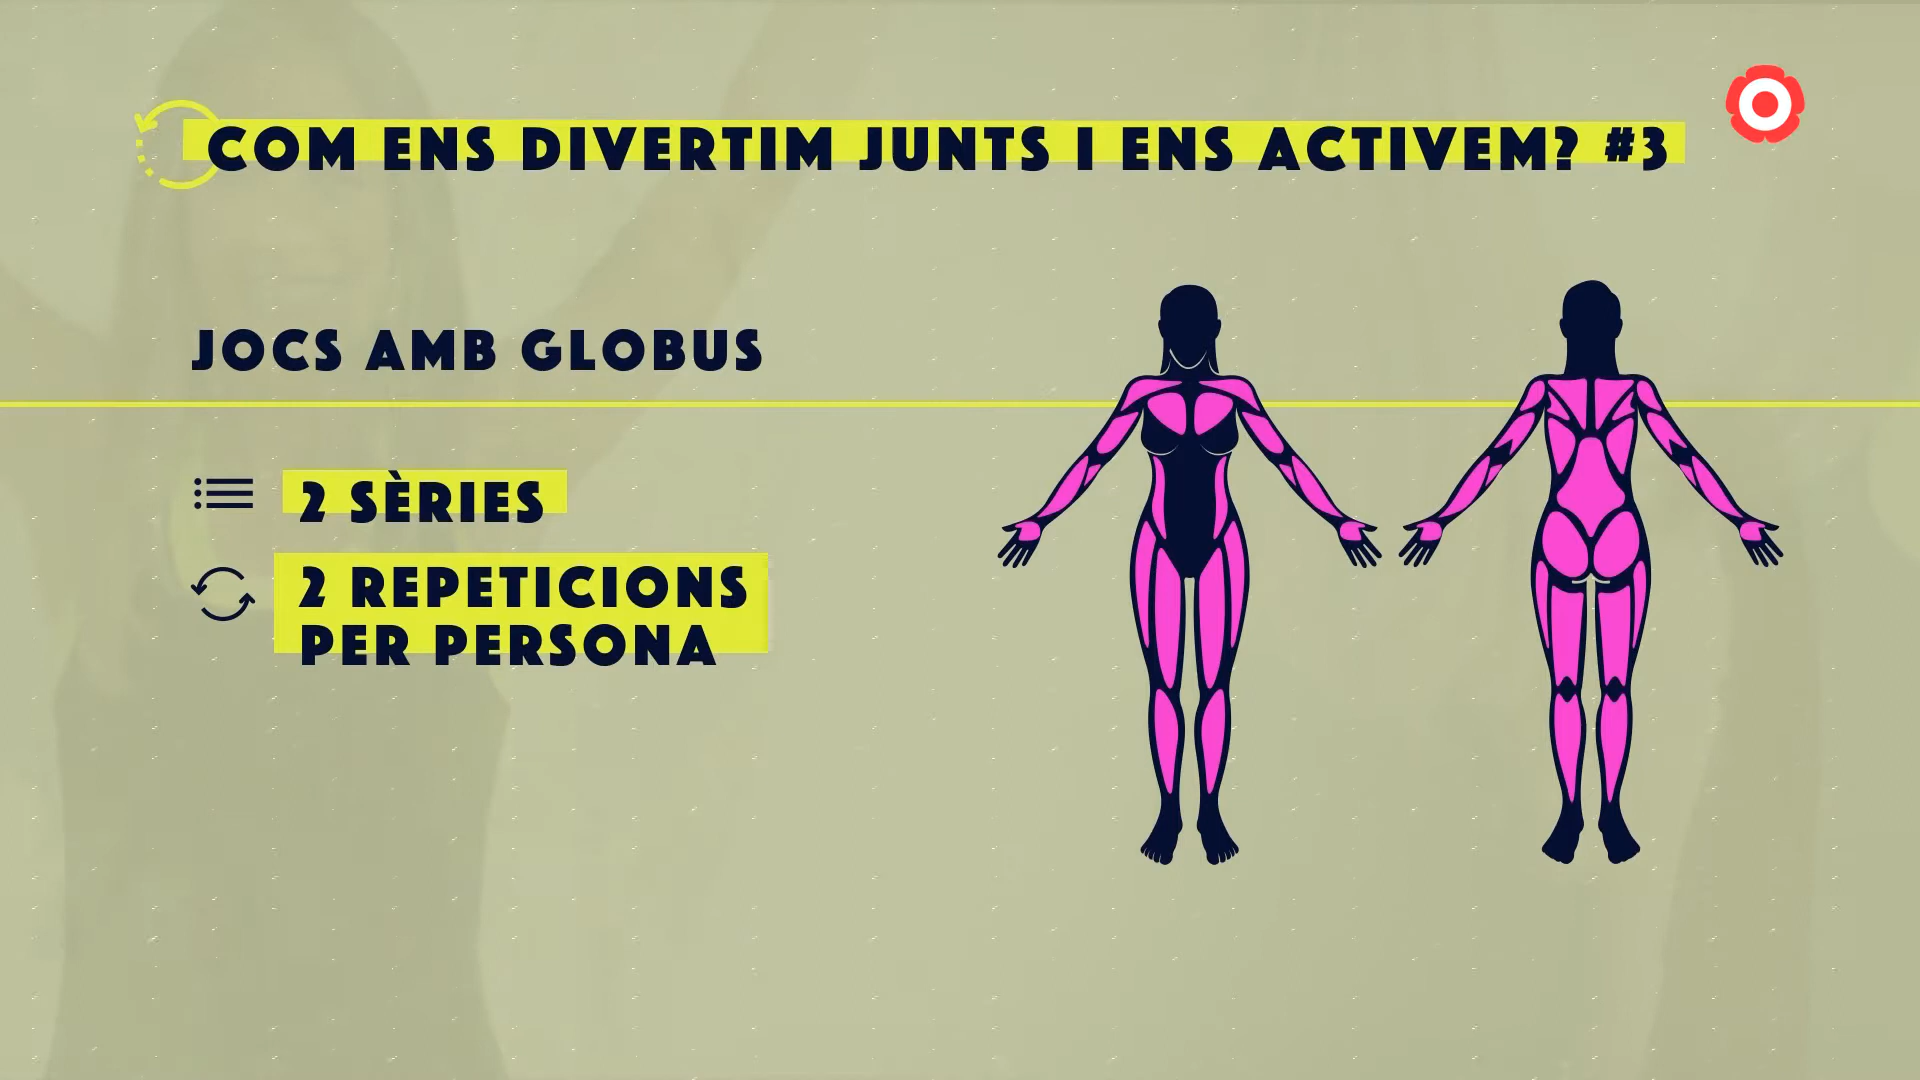 COM ENS DIVERTIM JUNTS I ENS ACTIVEM? #3
JOCS AMB GLOBUS
2 SÈRIES
2 REPETICIONS
PER PERSONA